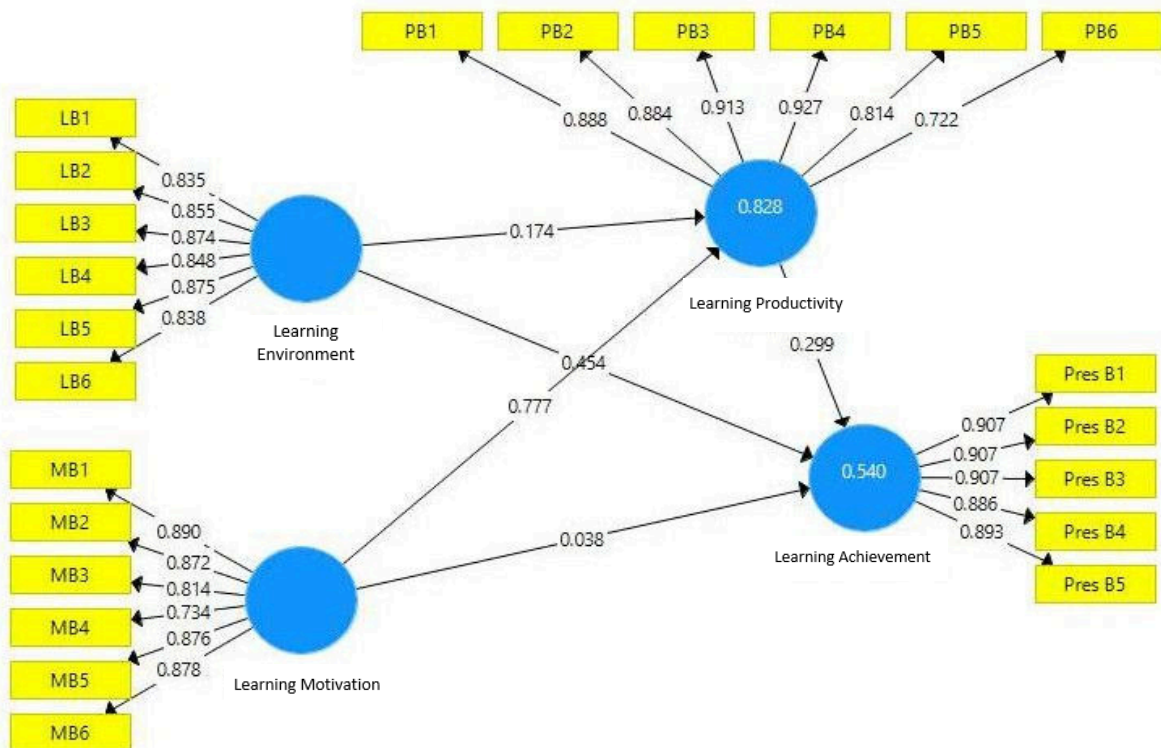 PB1
PB2
PB3
PB4
PB5
PB6
0.888
0.884
0.913
0.927
0.814
0.722
LB1
LB2
LB3
LB4
LB5
LB6
0.835
0.855
0.874
0.848
0.875
0.838
Learning
Environment
0.174
0.828
Learning Productivity
0.454
0.777
0.299
0.038
MB1
MB2
MB3
MB4
MB5
MB6
0.890
0.872
0.814
0.734
0.876
0.878
Learning Motivation
0.540
Learning Achievement
0.907
0.907
0.907
0.886
0.893
Pres B1
Pres B2
Pres B3
Pres B4
Pres B5